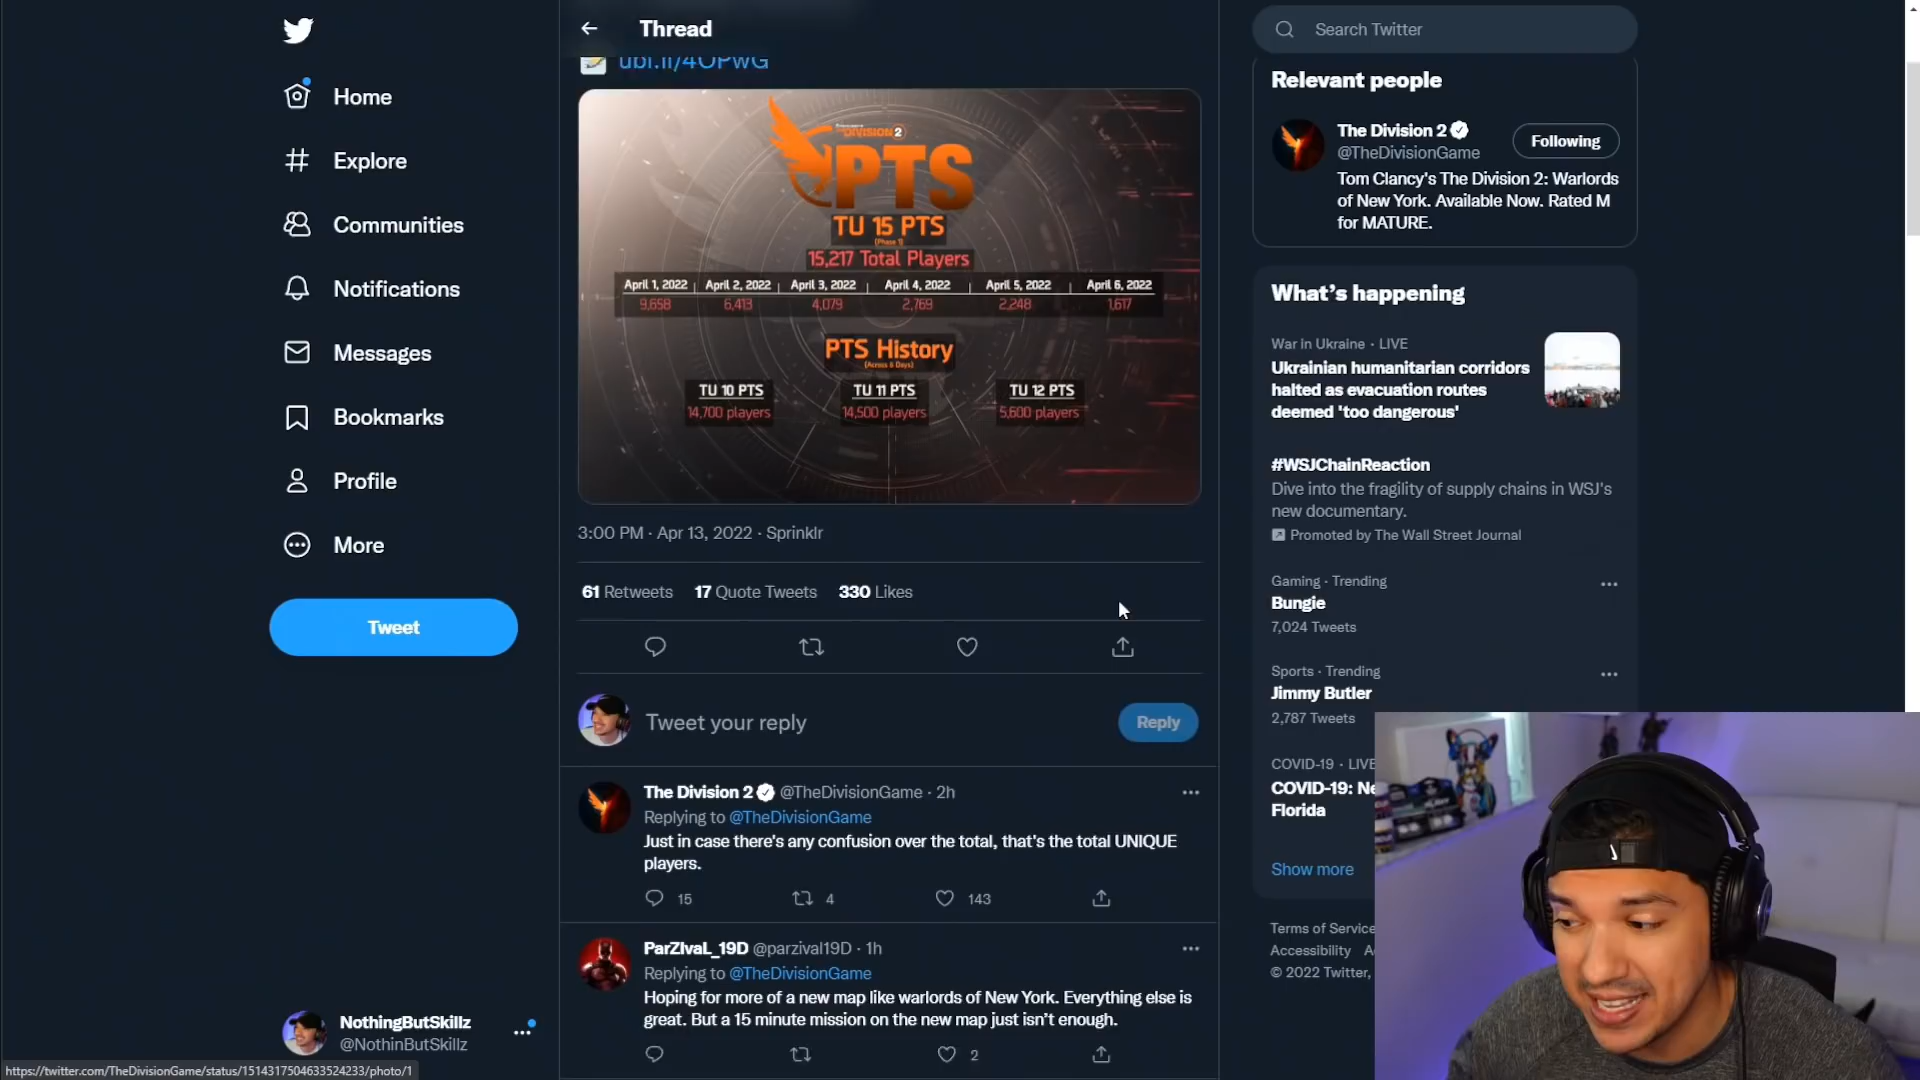 Home
Explore
Communities
Notifications
Messages
Bookmarks
Profile
More
Tweet
NothingButSkillz
@NothinButSkillz
https://twitter.com/TheDivisionGame/status/1514317504633524233/photo/1
Thread
ubi.li/4OPwG
DIVISION 2
PTS
TU 15 PTS
(Phase 1)
15,217 Total Players
April 1, 2022 | April 2, 2022 | April 3, 2022 | April 4, 2022 | April 5, 2022 | April 6, 2022
9,658 6,413 4,079 2,769 2,248 1,617
PTS History
(Across 6 Days)
TU 10 PTS TU 11 PTS TU 12 PTS
14,700 players 14,500 players 5,600 players
3:00 PM · Apr 13, 2022 · Sprinklr
61 Retweets 17 Quote Tweets 330 Likes
Tweet your reply
Reply
The Division 2 @TheDivisionGame · 2h
Replying to @TheDivisionGame
Just in case there's any confusion over the total, that's the total UNIQUE
players.
15 4 143
ParZIvaL_19D @parzival19D · 1h
Replying to @TheDivisionGame
Hoping for more of a new map like warlords of New York. Everything else is
great. But a 15 minute mission on the new map just isn't enough.
2
Search Twitter
Relevant people
The Division 2
@TheDivisionGame
Following
Tom Clancy's The Division 2: Warlords
of New York. Available Now. Rated M
for MATURE.
What's happening
War in Ukraine · LIVE
Ukrainian humanitarian corridors
halted as evacuation routes
deemed 'too dangerous'
#WSJChainReaction
Dive into the fragility of supply chains in WSJ's
new documentary.
Promoted by The Wall Street Journal
Gaming · Trending
Bungie
7,024 Tweets
Sports · Trending
Jimmy Butler
2,787 Tweets
COVID-19 · LIVE
COVID-19: Ne
Florida
Show more
Terms of Service
Accessibility A
© 2022 Twitter,